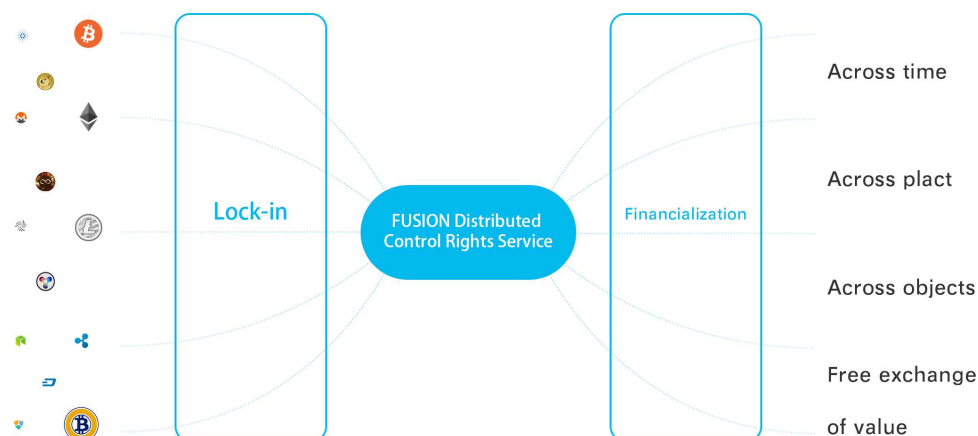 Lock-in
FUSION Distributed
Control Rights Service
Financialization
Across time
Across plact
Across objects
Free exchange
of value